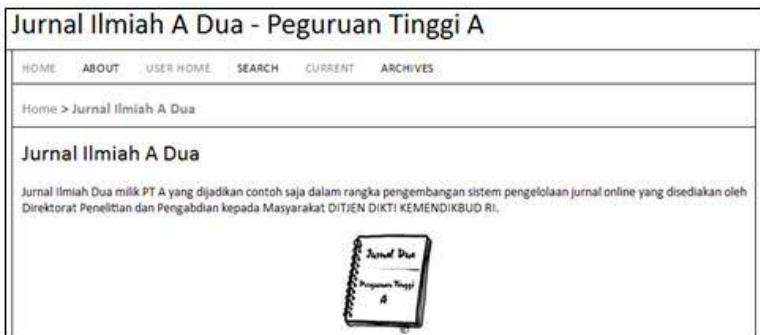 Jurnal Ilmiah A Dua - Peguruan Tinggi A
HOME ABOUT USER HOME SEARCH CURRENT ARCHIVES
Home > Jurnal Ilmiah A Dua
Jurnal Ilmiah A Dua
Jurnal Ilmiah Dua milik PT A yang dijadikan contoh saja dalam rangka pengembangan sistem pengelolaan jurnal online yang disediakan oleh
Direktorat Penelitian dan Pengabdian kepada Masyarakat DITJEN DIKTI KEMENDIKBUD RI.
Jurnal Dua
Perguruan Tinggi
A